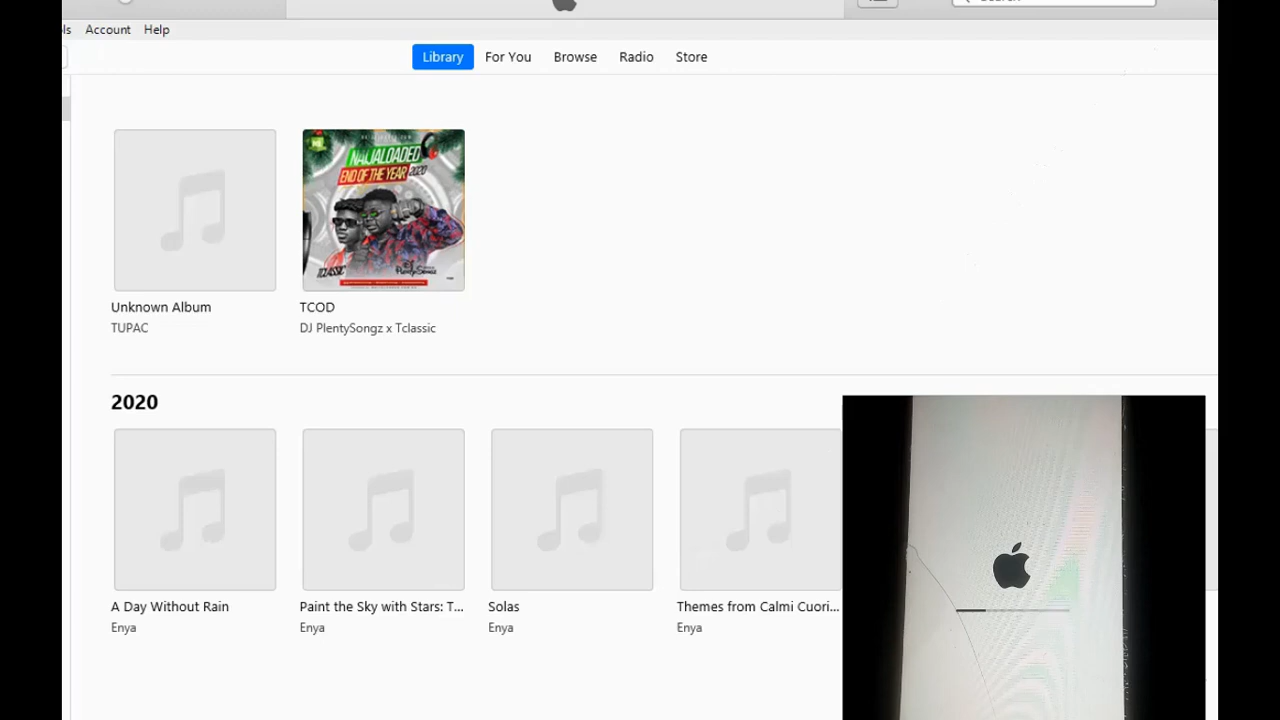 Account Help
Library For You Browse Radio Store
NAIJALOADED
END OF THE YEAR 2020
TCLASSIC
Unknown Album
TUPAC
TCOD
DJ PlentySongz x Tclassic
2020
A Day Without Rain
Enya
Paint the Sky with Stars: T...
Enya
Solas
Enya
Themes from Calmi Cuori...
Enya